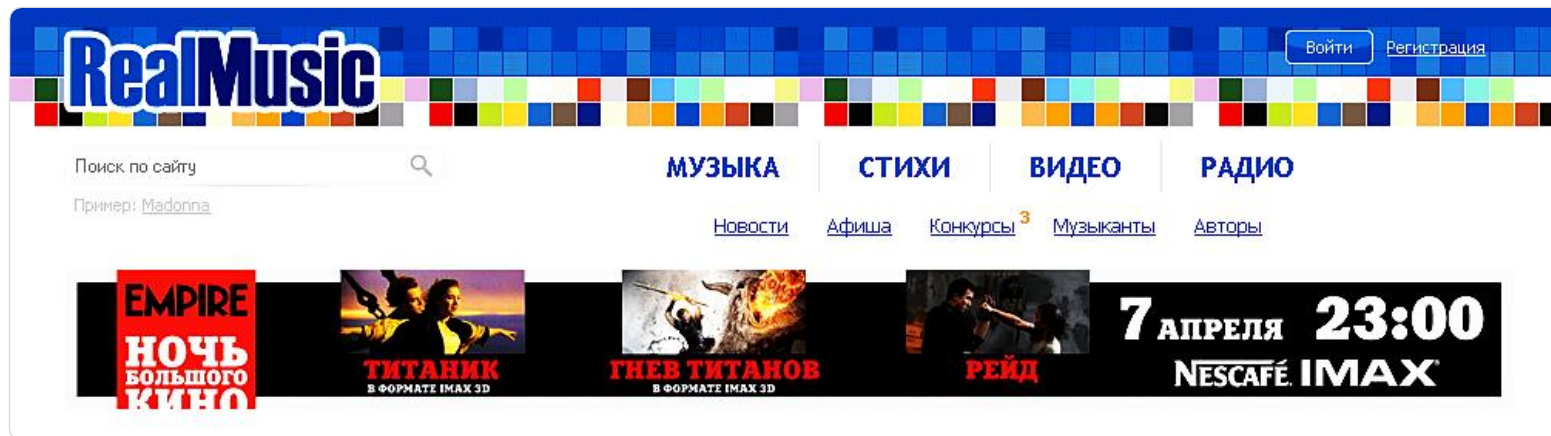 RealMusic
Войти Регистрация
Поиск по сайту
Пример: Madonna
МУЗЫКА СТИХИ ВИДЕО РАДИО
Новости Афиша Конкурсы 3 Музыканты Авторы
EMPIRE
НОЧЬ
БОЛЬШОГО
КИНО
ТИТАНИК
В ФОРМАТЕ IMAX 3D
ГНЕВ ТИТАНОВ
В ФОРМАТЕ IMAX 3D
РЕЙД
7 АПРЕЛЯ 23:00
NESCAFÉ. IMAX